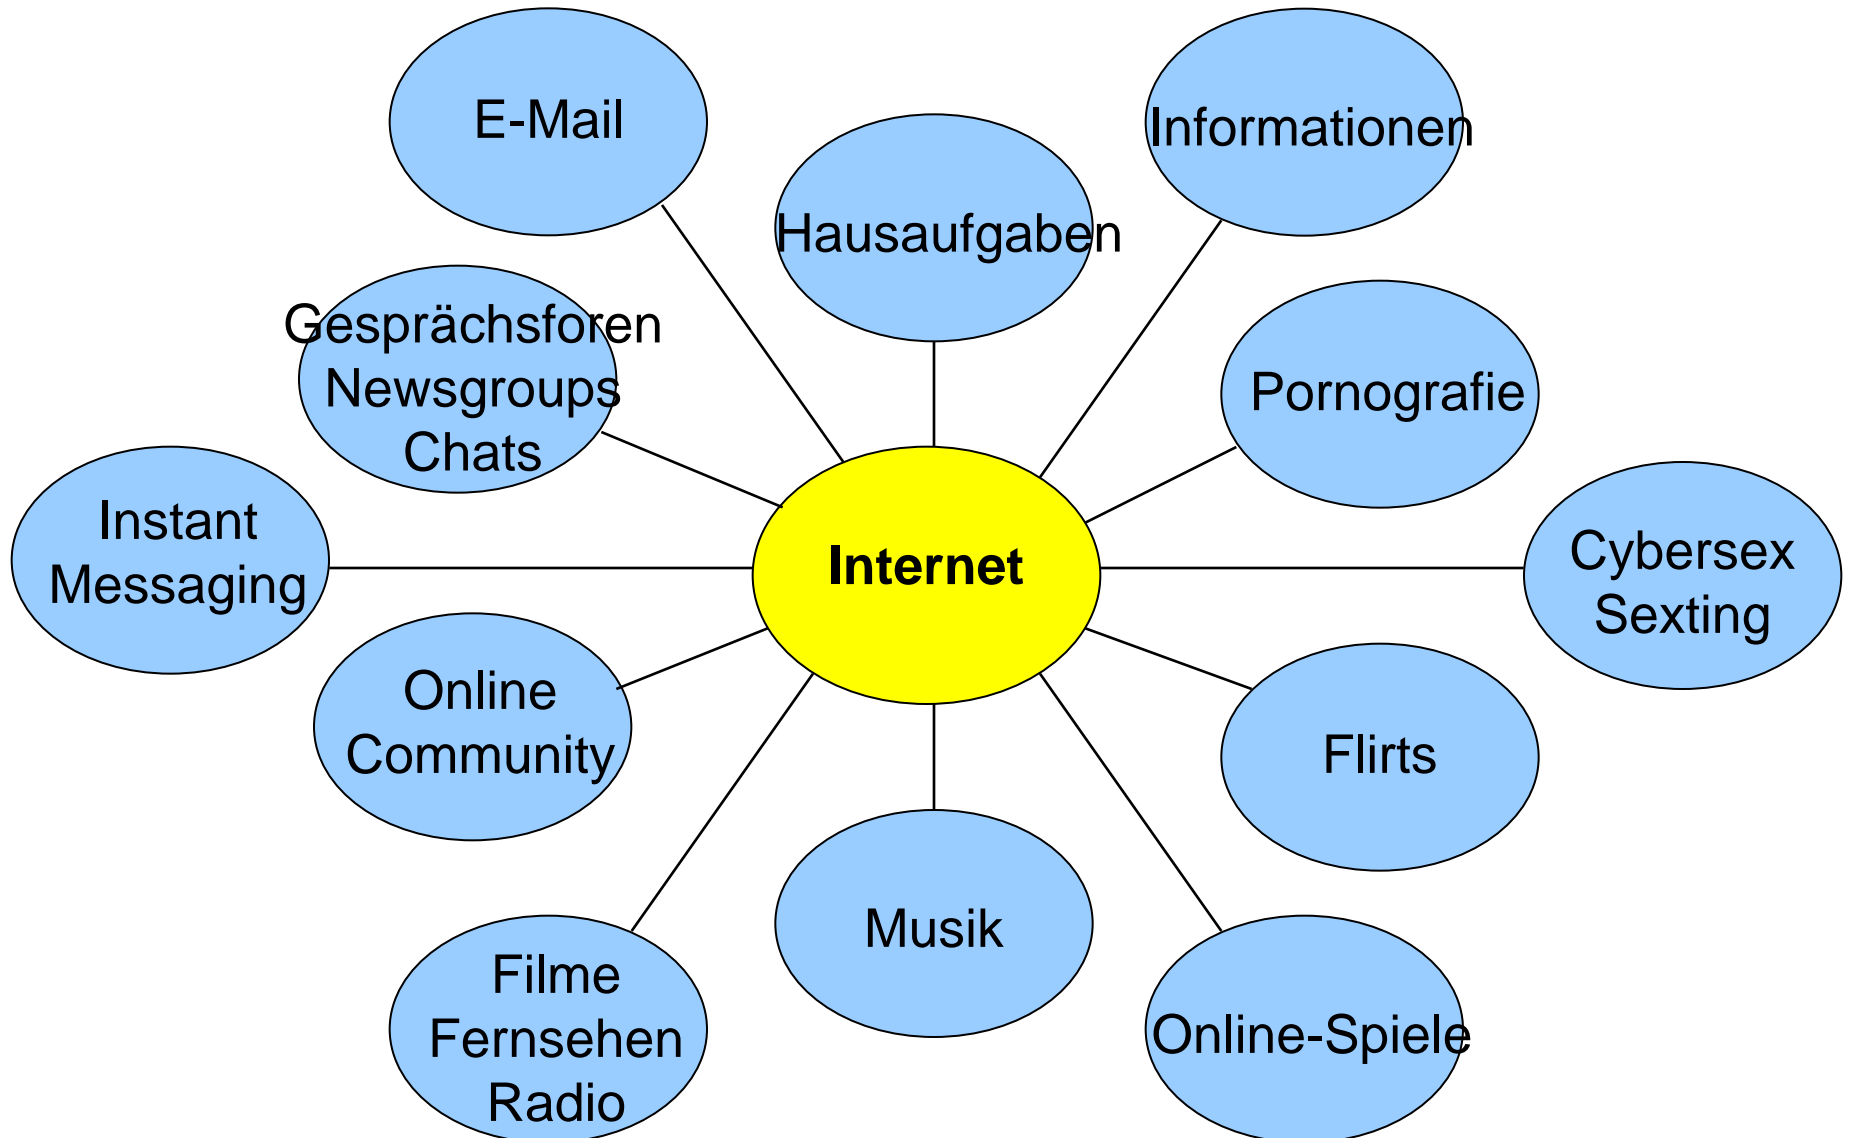 E-Mail
Informationen
Hausaufgaben
Gesprächsforen
Newsgroups
Chats
Pornografie
Instant
Messaging
Internet
Cybersex
Sexting
Online
Community
Flirts
Musik
Filme
Fernsehen
Radio
Online-Spiele